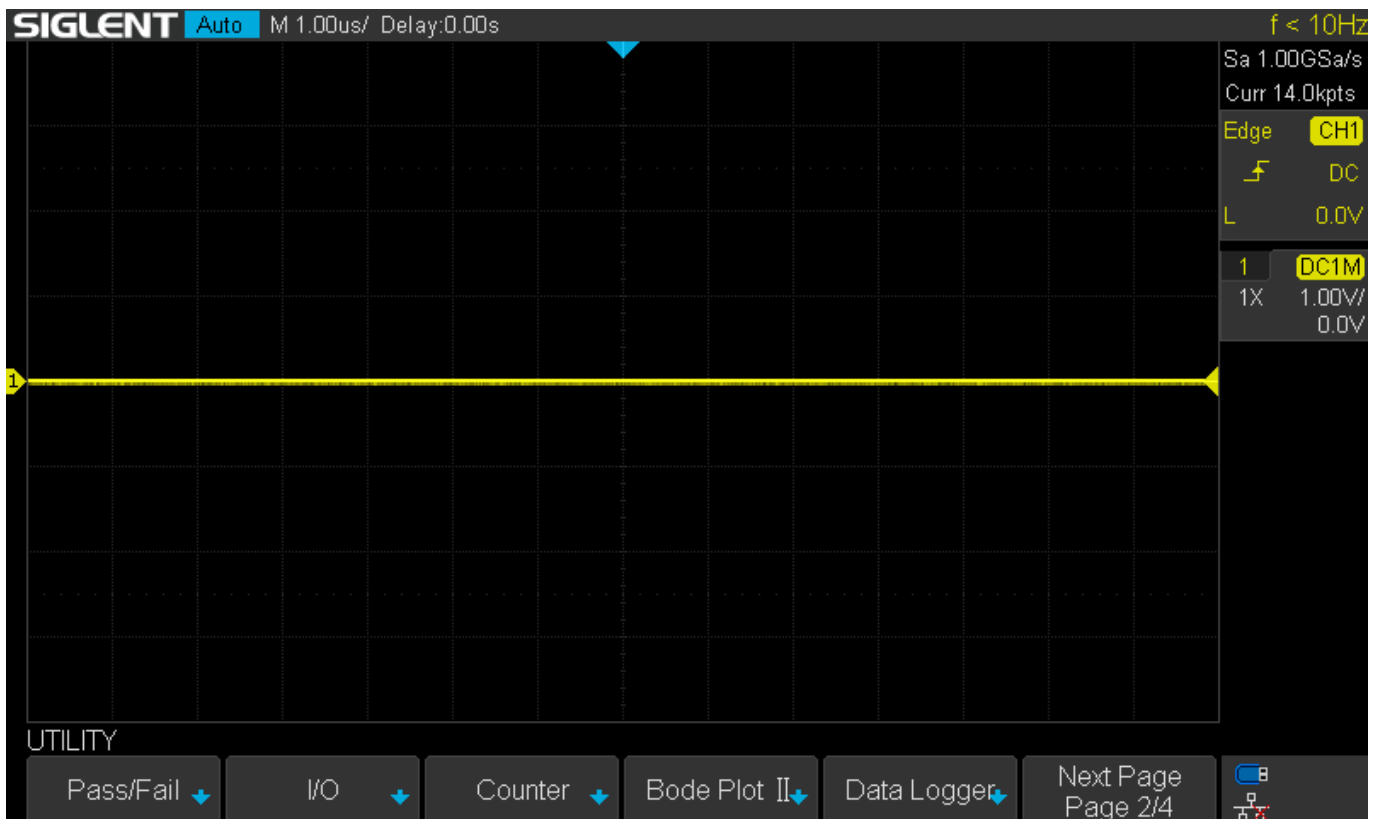 SIGLENT Auto M 1.00us/ Delay:0.00s f < 10Hz
Sa 1.00GSa/s
Curr 14.0kpts
Edge CH1
DC
L 0.0V
1 DC1M
1X 1.00V/
0.0V
1
UTILITY
Pass/Fail I/O Counter Bode Plot II Data Logger Next Page
Page 2/4